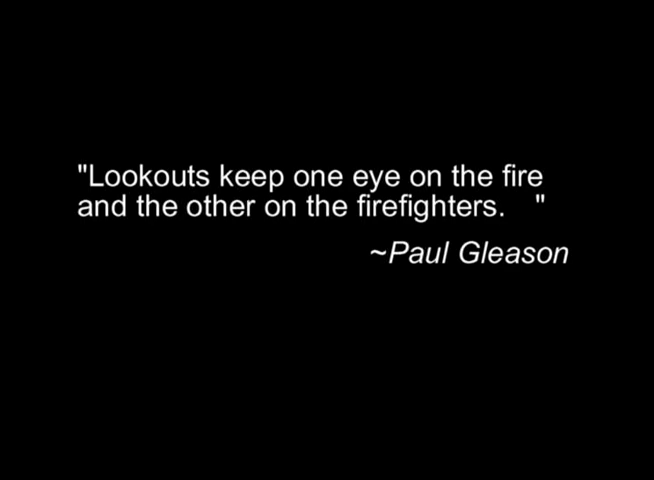 "Lookouts keep one eye on the fire
and the other on the firefighters.    "
~Paul Gleason